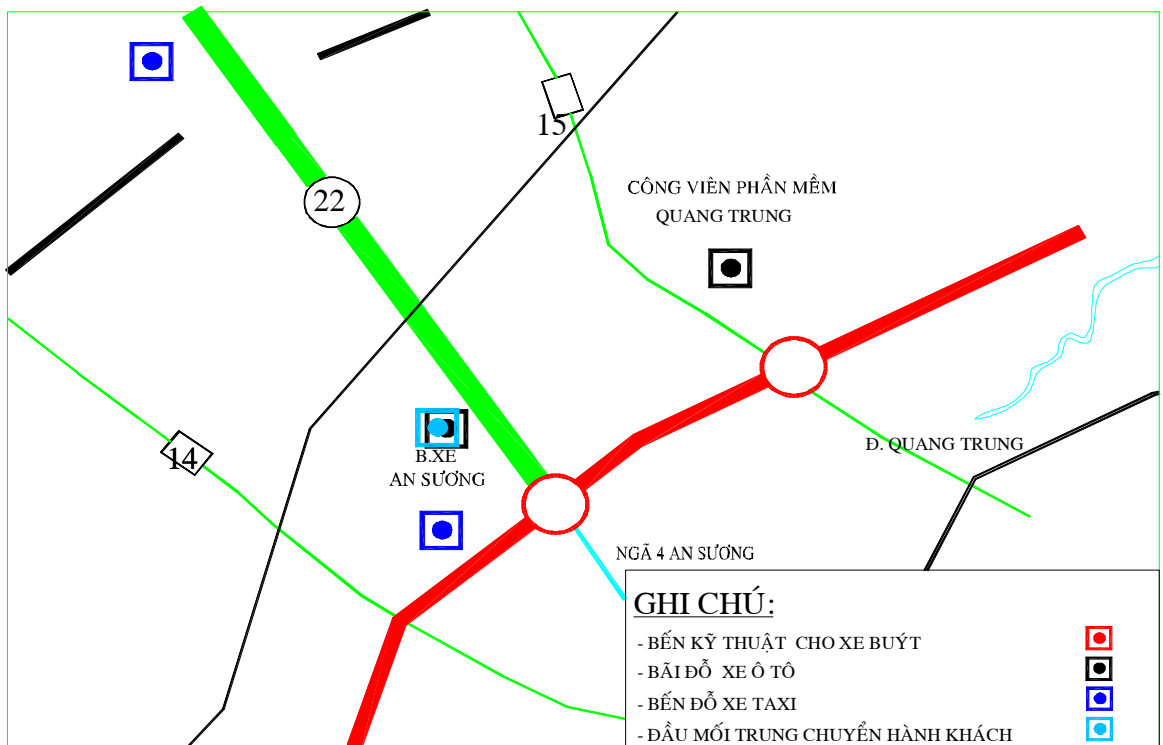 15
22
CÔNG VIÊN PHẦN MỀM
QUANG TRUNG
14
B.XE
AN SƯƠNG
Đ. QUANG TRUNG
NGÃ 4 AN SƯƠNG
GHI CHÚ:
- BẾN KỸ THUẬT CHO XE BUÝT
- BÃI ĐỖ XE Ô TÔ
- BẾN ĐỖ XE TAXI
- ĐẦU MỐI TRUNG CHUYỂN HÀNH KHÁCH